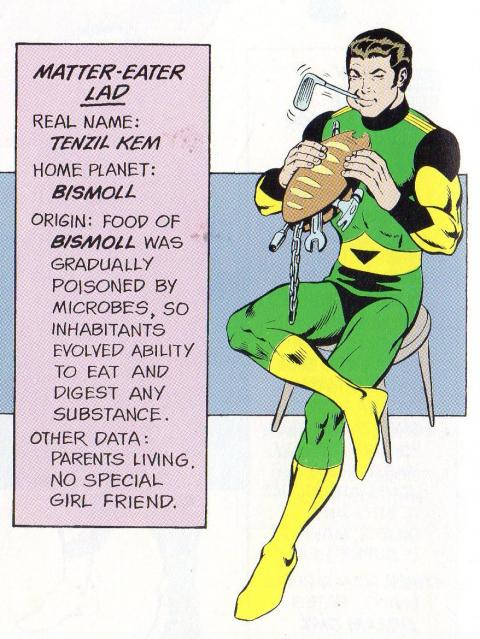 MATTER-EATER
LAD
REAL NAME:
TENZIL KEM
HOME PLANET:
BISMOLL
ORIGIN: FOOD OF
BISMOLL WAS
GRADUALLY
POISONED BY
MICROBES, SO
INHABITANTS
EVOLVED ABILITY
TO EAT AND
DIGEST ANY
SUBSTANCE.
OTHER DATA:
PARENTS LIVING.
NO SPECIAL
GIRL FRIEND.